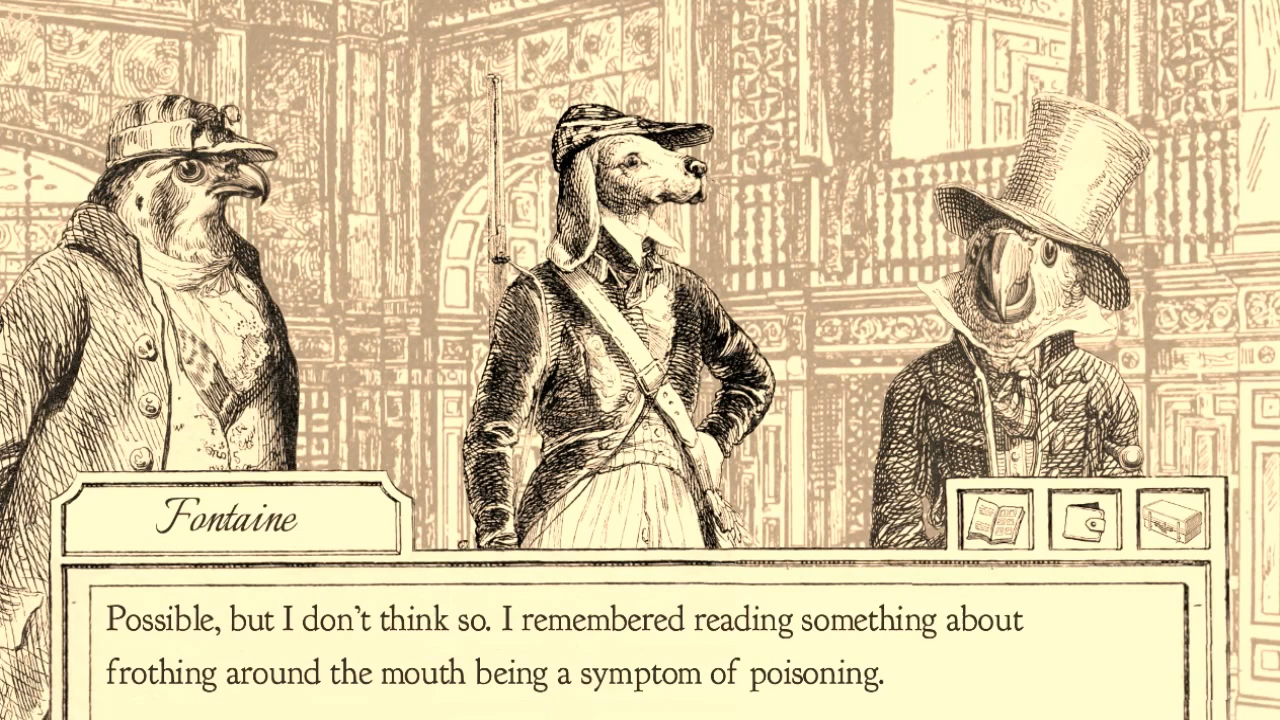 Fontaine
Possible, but I don't think so. I remembered reading something about
frothing around the mouth being a symptom of poisoning.